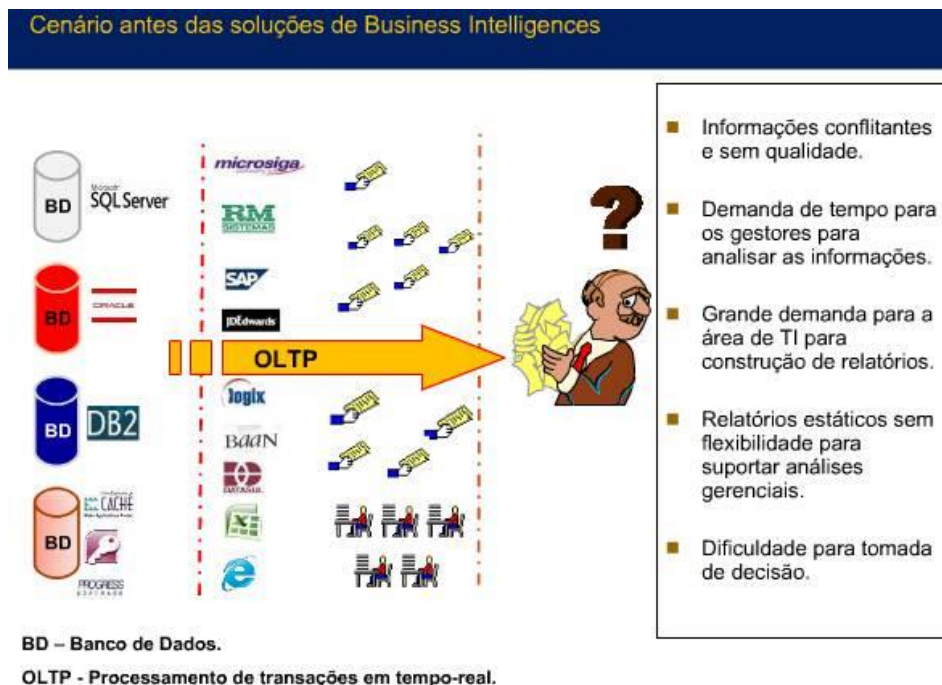 Cenário antes das soluções de Business Intelligences
BD
Microsoft
SQL Server
BD
ORACLE
BD
DB2
BD
CACHÉ
PROGRESS
SOFTWARE
microsiga
RM
SISTEMAS
SAP
JDEdwards
OLTP
logix
BaaN
DATASUL
?
Informações conflitantes
e sem qualidade.
Demanda de tempo para
os gestores para
analisar as informações.
Grande demanda para a
área de TI para
construção de relatórios.
Relatórios estáticos sem
flexibilidade para
suportar análises
gerenciais.
Dificuldade para tomada
de decisão.
BD – Banco de Dados.
OLTP - Processamento de transações em tempo-real.